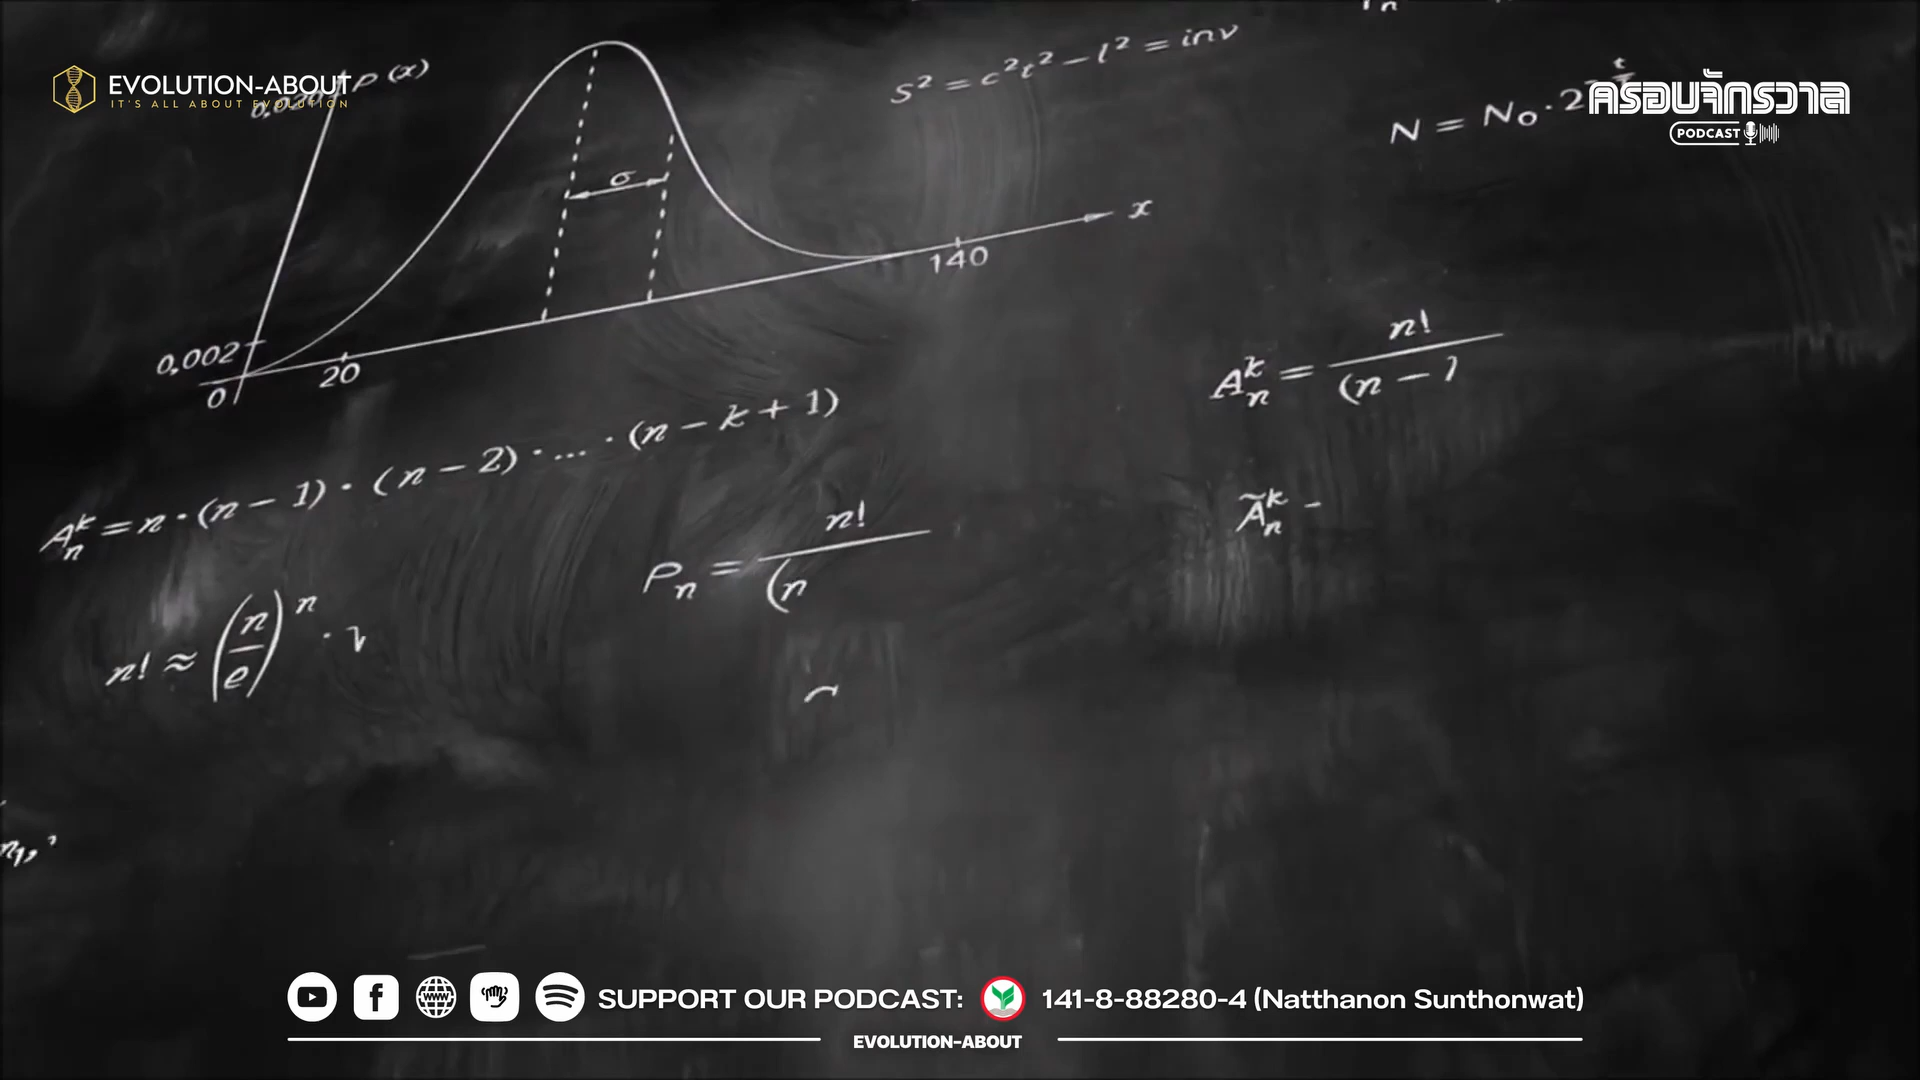 EVOLUTION-ABOUT
IT'S ALL ABOUT EVOLUTION
P (x)
S² = c²t² − l² = inv
N = N₀ · 2
ครอบจักรวาล
PODCAST
σ
x
140
0,002
0
20
Aₙᵏ = n!
(n −
Aₙᵏ = n · (n − 1) · (n − 2) · ... · (n − k + 1)
Ãₙᵏ -
Pₙ = n!
(n
n! ≈ (n/e)ⁿ ·
SUPPORT OUR PODCAST: 141-8-88280-4 (Natthanon Sunthonwat)
EVOLUTION-ABOUT